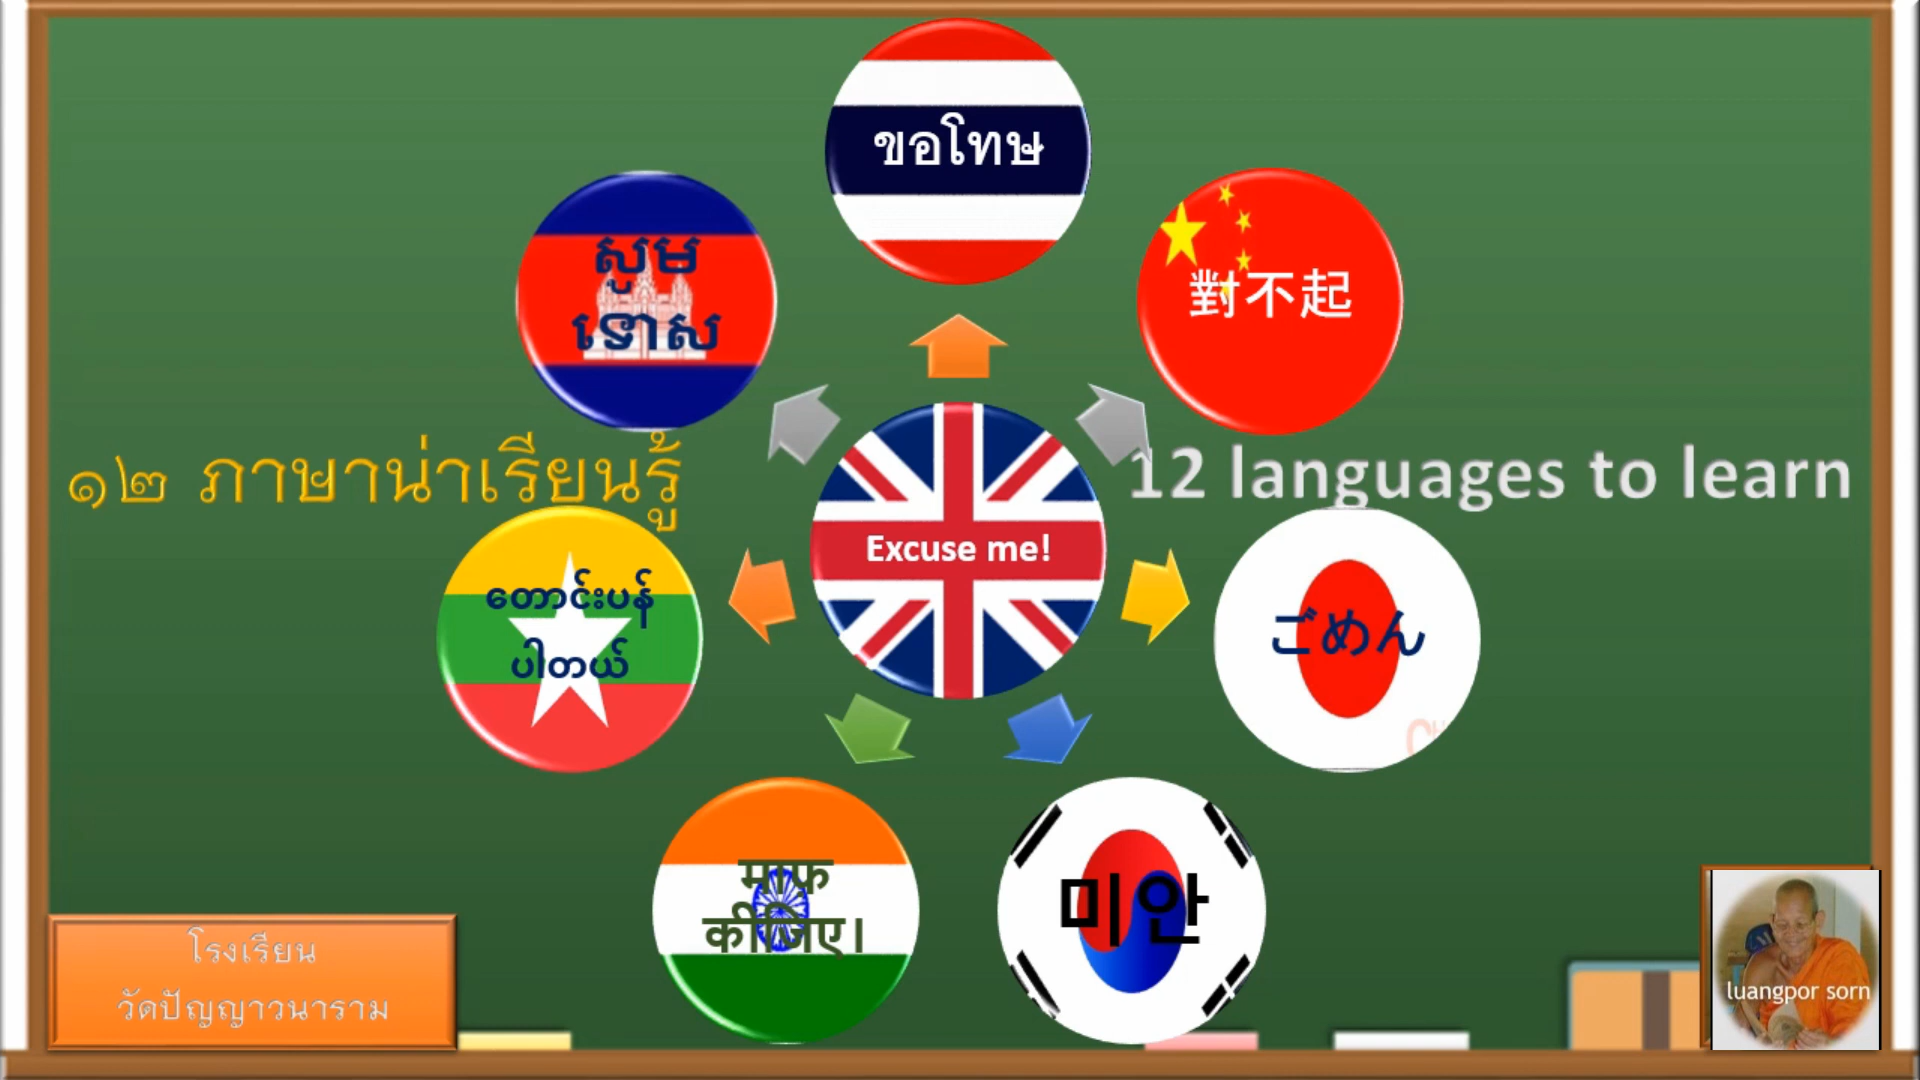 ขอโทษ
សូម
ទោស
對不起
๑๒ ภาษาน่าเรียนรู้
12 languages to learn
Excuse me!
တောင်းပန်
ပါတယ်
ごめん
माफ़
कीजिए।
미안
โรงเรียน
วัดปัญญาวนาราม
luangpor sorn